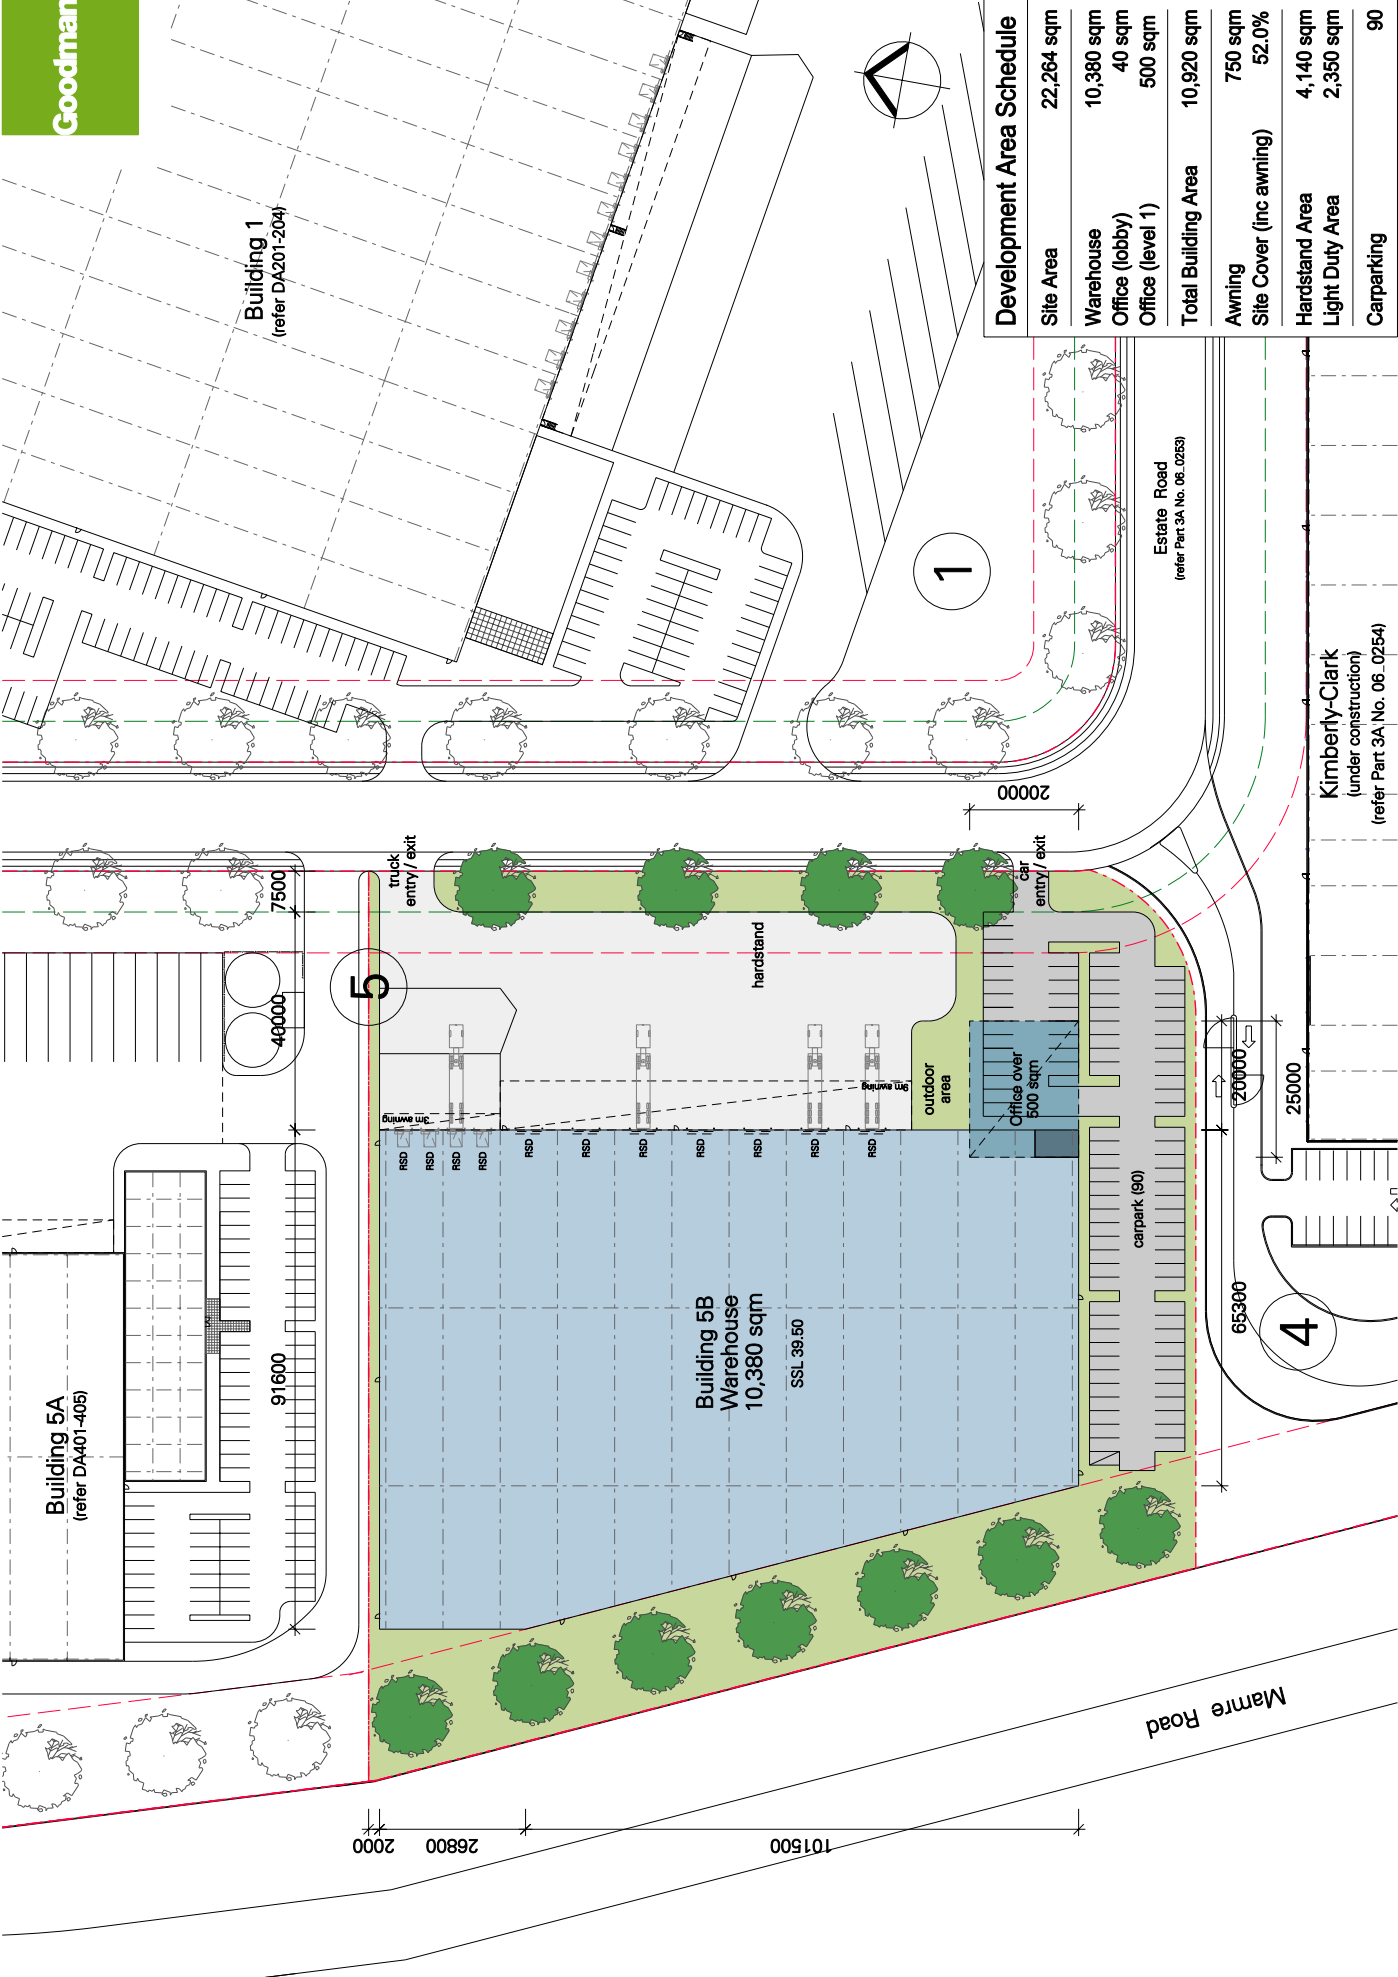 Goodman
Building 1
(refer DA201-204)
Development Area Schedule
Site Area 22,264 sqm
Warehouse 10,380 sqm
Office (lobby) 40 sqm
Office (level 1) 500 sqm
Total Building Area 10,920 sqm
Awning 750 sqm
Site Cover (inc awning) 52.0%
Hardstand Area 4,140 sqm
Light Duty Area 2,350 sqm
Carparking 90
1
Estate Road
(refer Part 3A No. 06_0253)
Kimberly-Clark
(under construction)
(refer Part 3A No. 06_0254)
20000
truck
entry / exit
car
entry / exit
7500
40000
91600
5
hardstand
outdoor
area
Office over
500 sqm
3m awning
9m awning
RSD
RSD
RSD
RSD
RSD
RSD
RSD
RSD
RSD
RSD
RSD
carpark (90)
20000
25000
65300
4
Building 5A
(refer DA401-405)
Building 5B
Warehouse
10,380 sqm
SSL 39.50
Mamre Road
2000
26800
101500